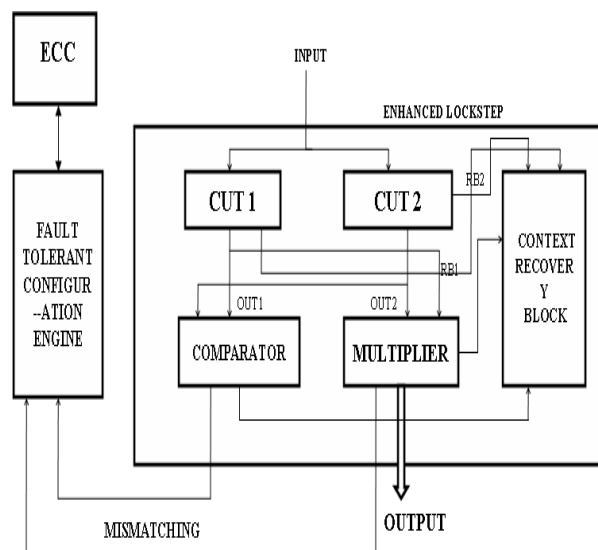 ECC
INPUT
ENHANCED LOCKSTEP
CUT 1
CUT 2
RB2
FAULT
TOLERANT
CONFIGUR
--ATION
ENGINE
CONTEXT
RECOVER
Y
BLOCK
RB1
OUT1
OUT2
COMPARATOR
MULTIPLIER
MISMATCHING
OUTPUT